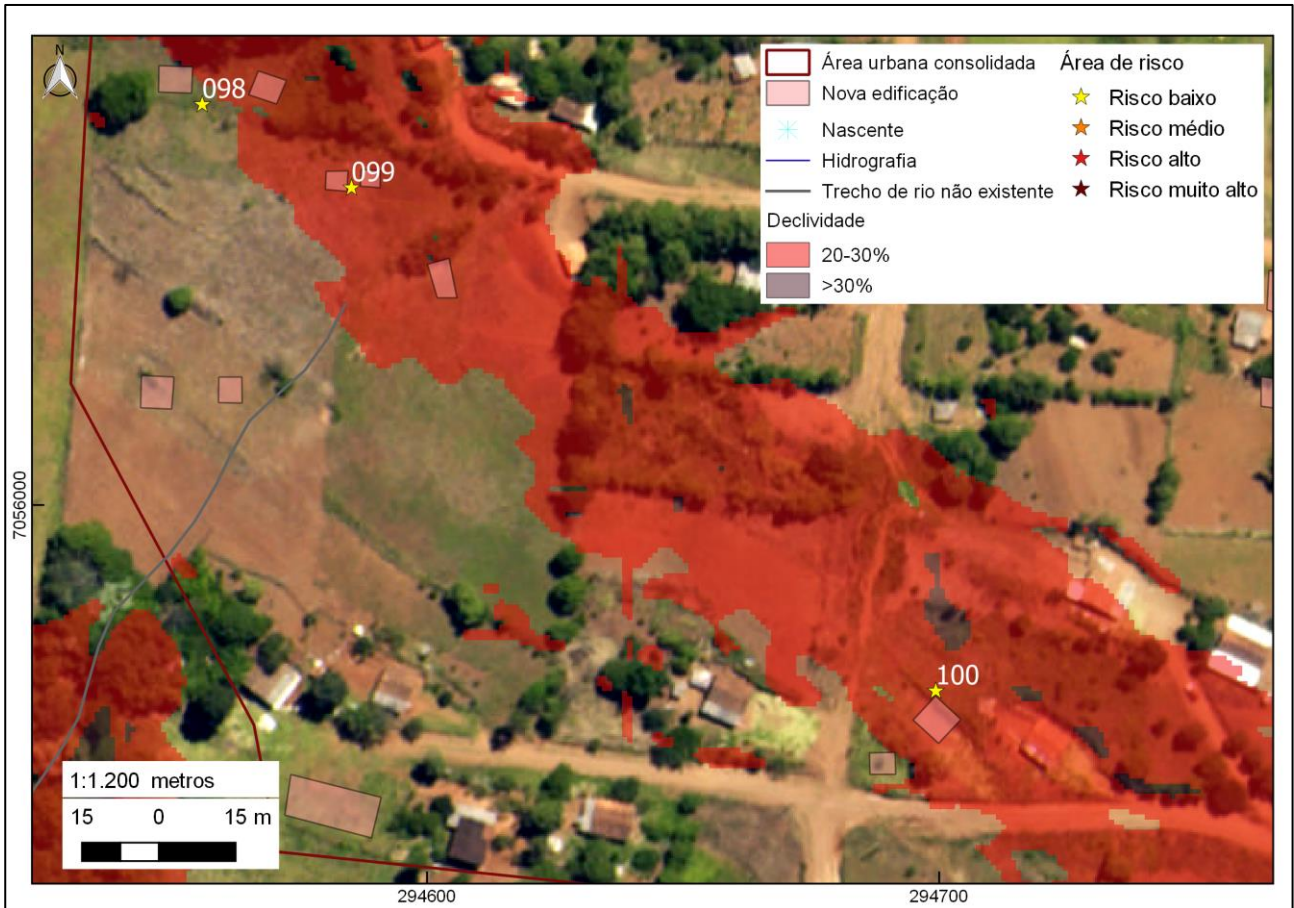 N
098
099
100
Área urbana consolidada
Nova edificação
Nascente
Hidrografia
Trecho de rio não existente
Declividade
20-30%
>30%
Área de risco
Risco baixo
Risco médio
Risco alto
Risco muito alto
7056000
1:1.200 metros
15 0 15 m
294600 294700